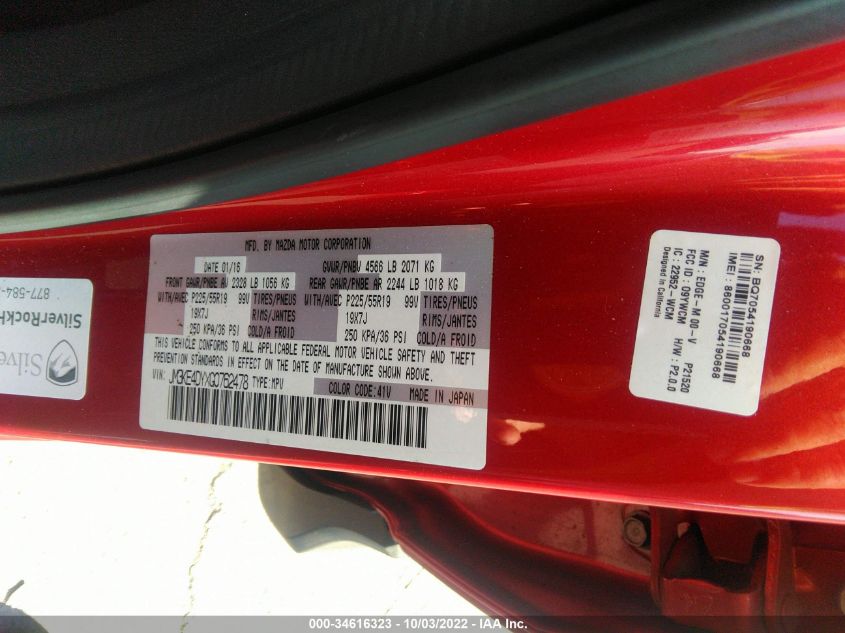 MFD. BY MAZDA MOTOR CORPORATION
DATE 01/16 GVWR/PNBV 4566 LB 2071 KG
FRONT GAWR/PNBE AV 2328 LB 1056 KG REAR GAWR/PNBE AR 2244 LB 1018 KG
WITH/AVEC P225/55R19 99V TIRES/PNEUS WITH/AVEC P225/55R19 99V TIRES/PNEUS
19X7J RIMS/JANTES 19X7J RIMS/JANTES
250 KPA/36 PSI COLD/A FROID 250 KPA/36 PSI COLD/A FROID
THIS VEHICLE CONFORMS TO ALL APPLICABLE FEDERAL MOTOR VEHICLE SAFETY AND THEFT
PREVENTION STANDARDS IN EFFECT ON THE DATE OF MANUFACTURE SHOWN ABOVE.
VIN: JM3KE4DYXG0752478 TYPE: MPV
COLOR CODE:41V MADE IN JAPAN
877-584-
SilverRockH
Silve
SN: BQ7054190668
IMEI: 860017054190668
M/N : EDGE-M 00-V P21520
FCC ID : O9YWCM H/W : P2.0.0
IC : 22952-WCM
Designed in California
000-34616323 - 10/03/2022 - IAA Inc.